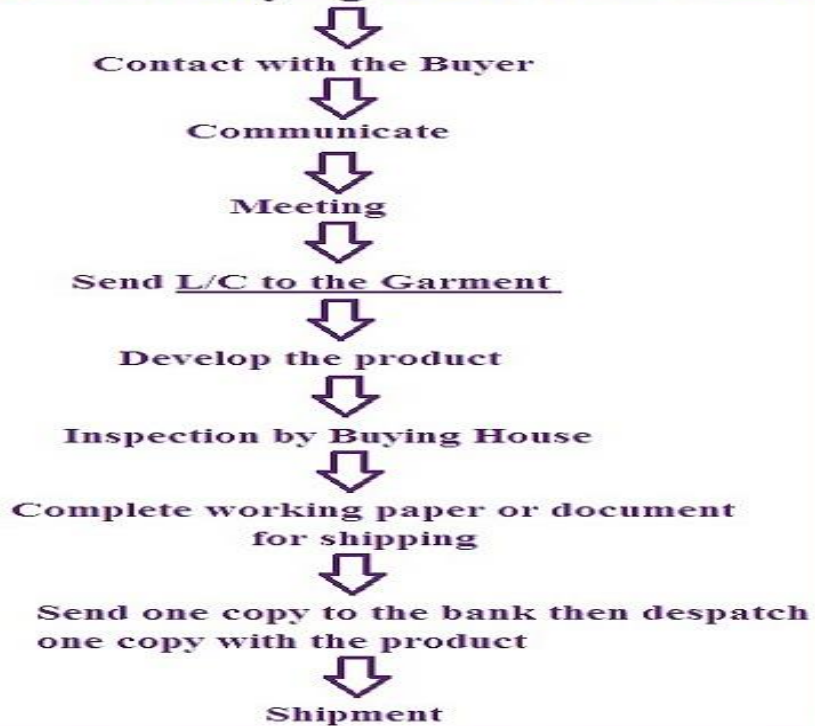 Contact with the Buyer
Communicate
Meeting
Send L/C to the Garment
Develop the product
Inspection by Buying House
Complete working paper or document
for shipping
Send one copy to the bank then despatch
one copy with the product
Shipment